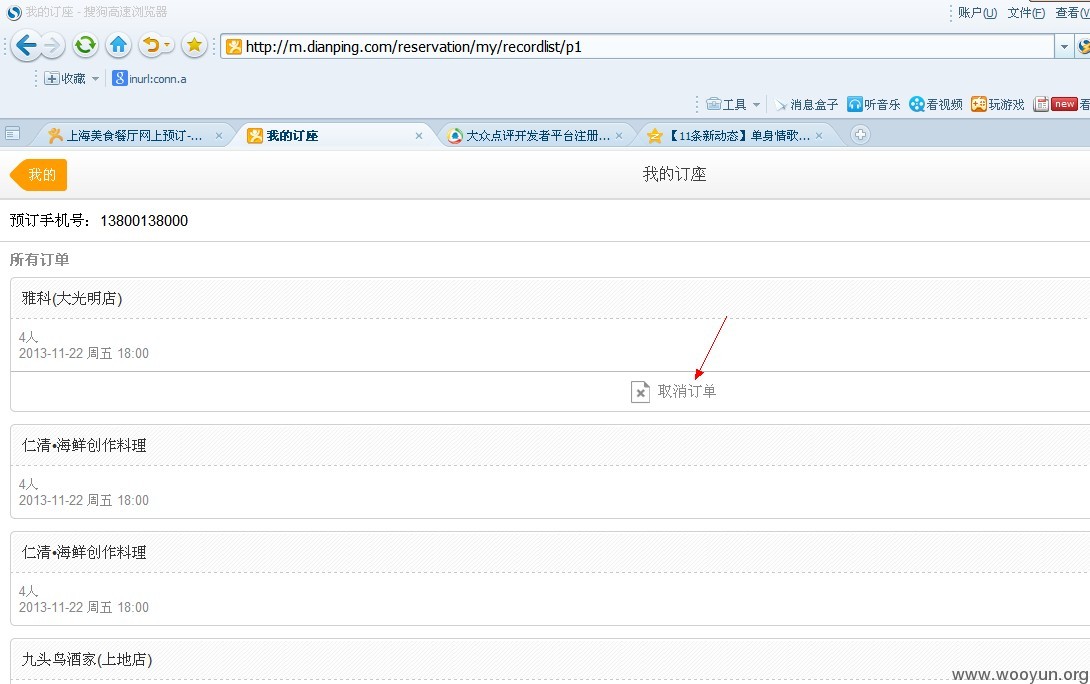 我的订座 - 搜狗高速浏览器
账户(U) 文件(F) 查看(V
http://m.dianping.com/reservation/my/recordlist/p1
收藏 inurl:conn.a
工具 消息盒子 听音乐 看视频 玩游戏 new 看
上海美食餐厅网上预订-... 我的订座 大众点评开发者平台注册... 【11条新动态】单身情歌...
我的 我的订座
预订手机号：13800138000
所有订单
雅科(大光明店)
4人
2013-11-22 周五 18:00
取消订单
仁清•海鲜创作料理
4人
2013-11-22 周五 18:00
仁清•海鲜创作料理
4人
2013-11-22 周五 18:00
九头鸟酒家(上地店)
www.wooyun.org